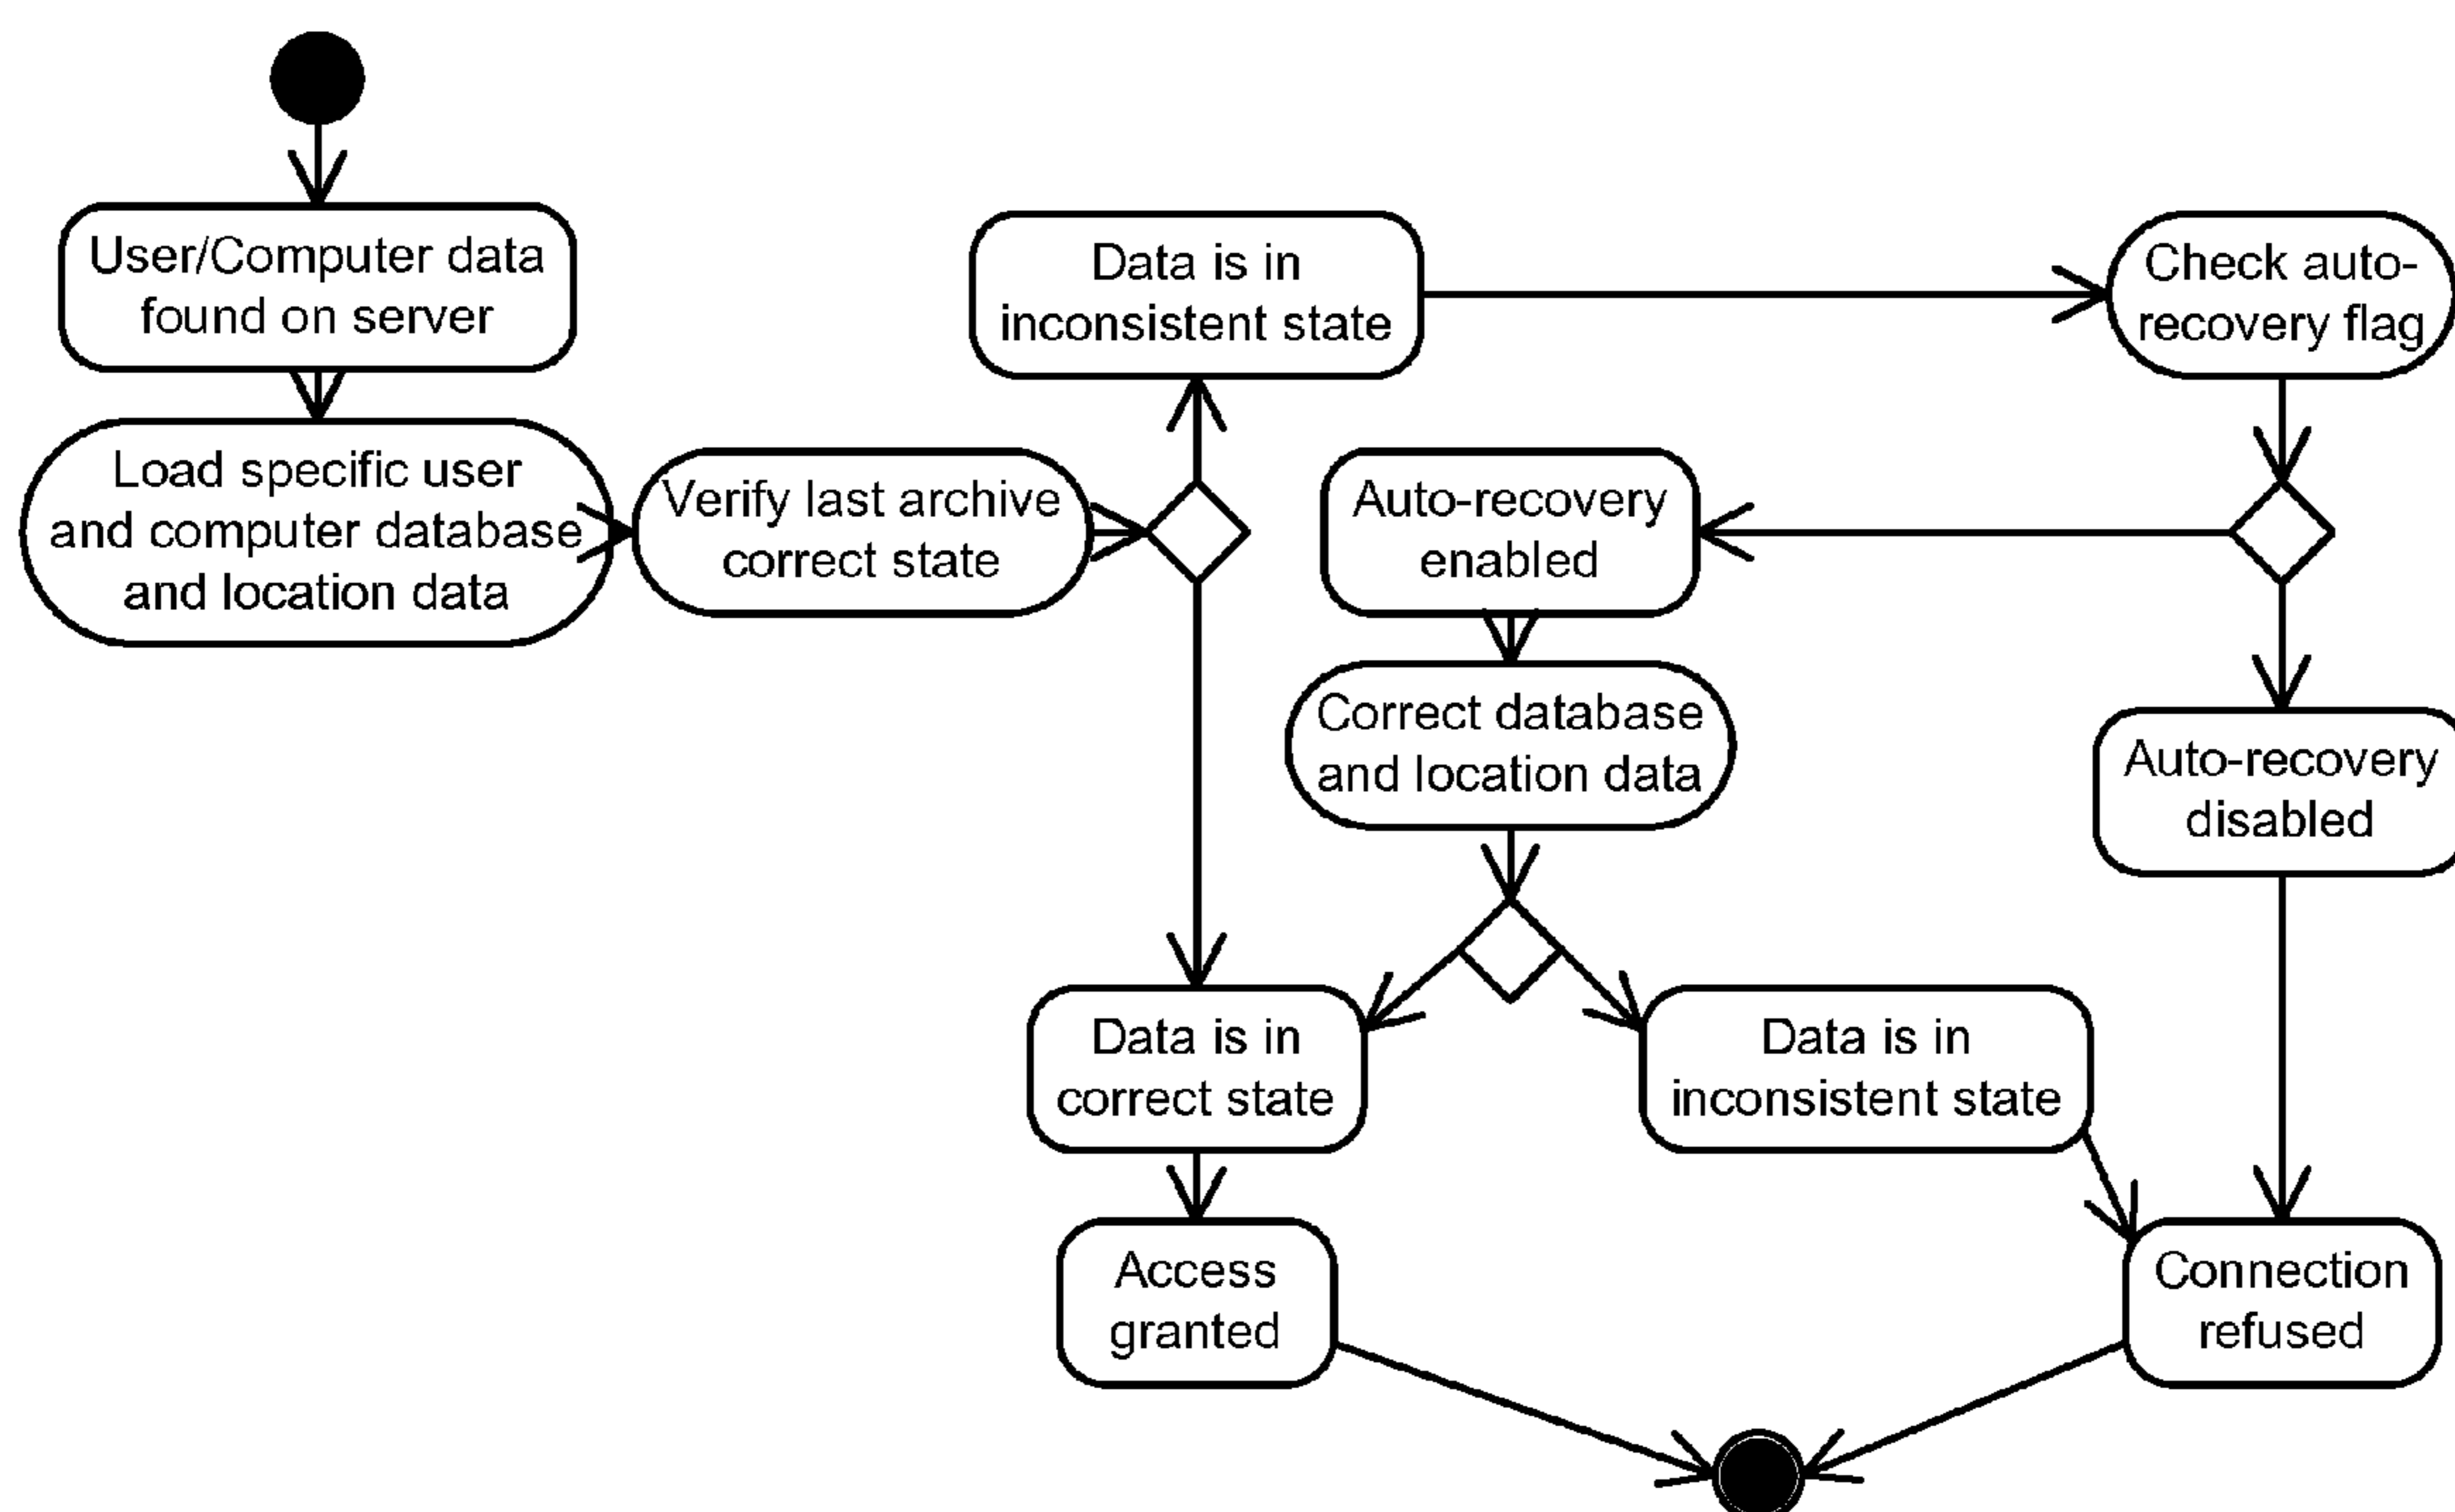 User/Computer data
found on server
Load specific user
and computer database
and location data
Verify last archive
correct state
Data is in
inconsistent state
Check auto-
recovery flag
Auto-recovery
enabled
Correct database
and location data
Auto-recovery
disabled
Data is in
correct state
Data is in
inconsistent state
Access
granted
Connection
refused